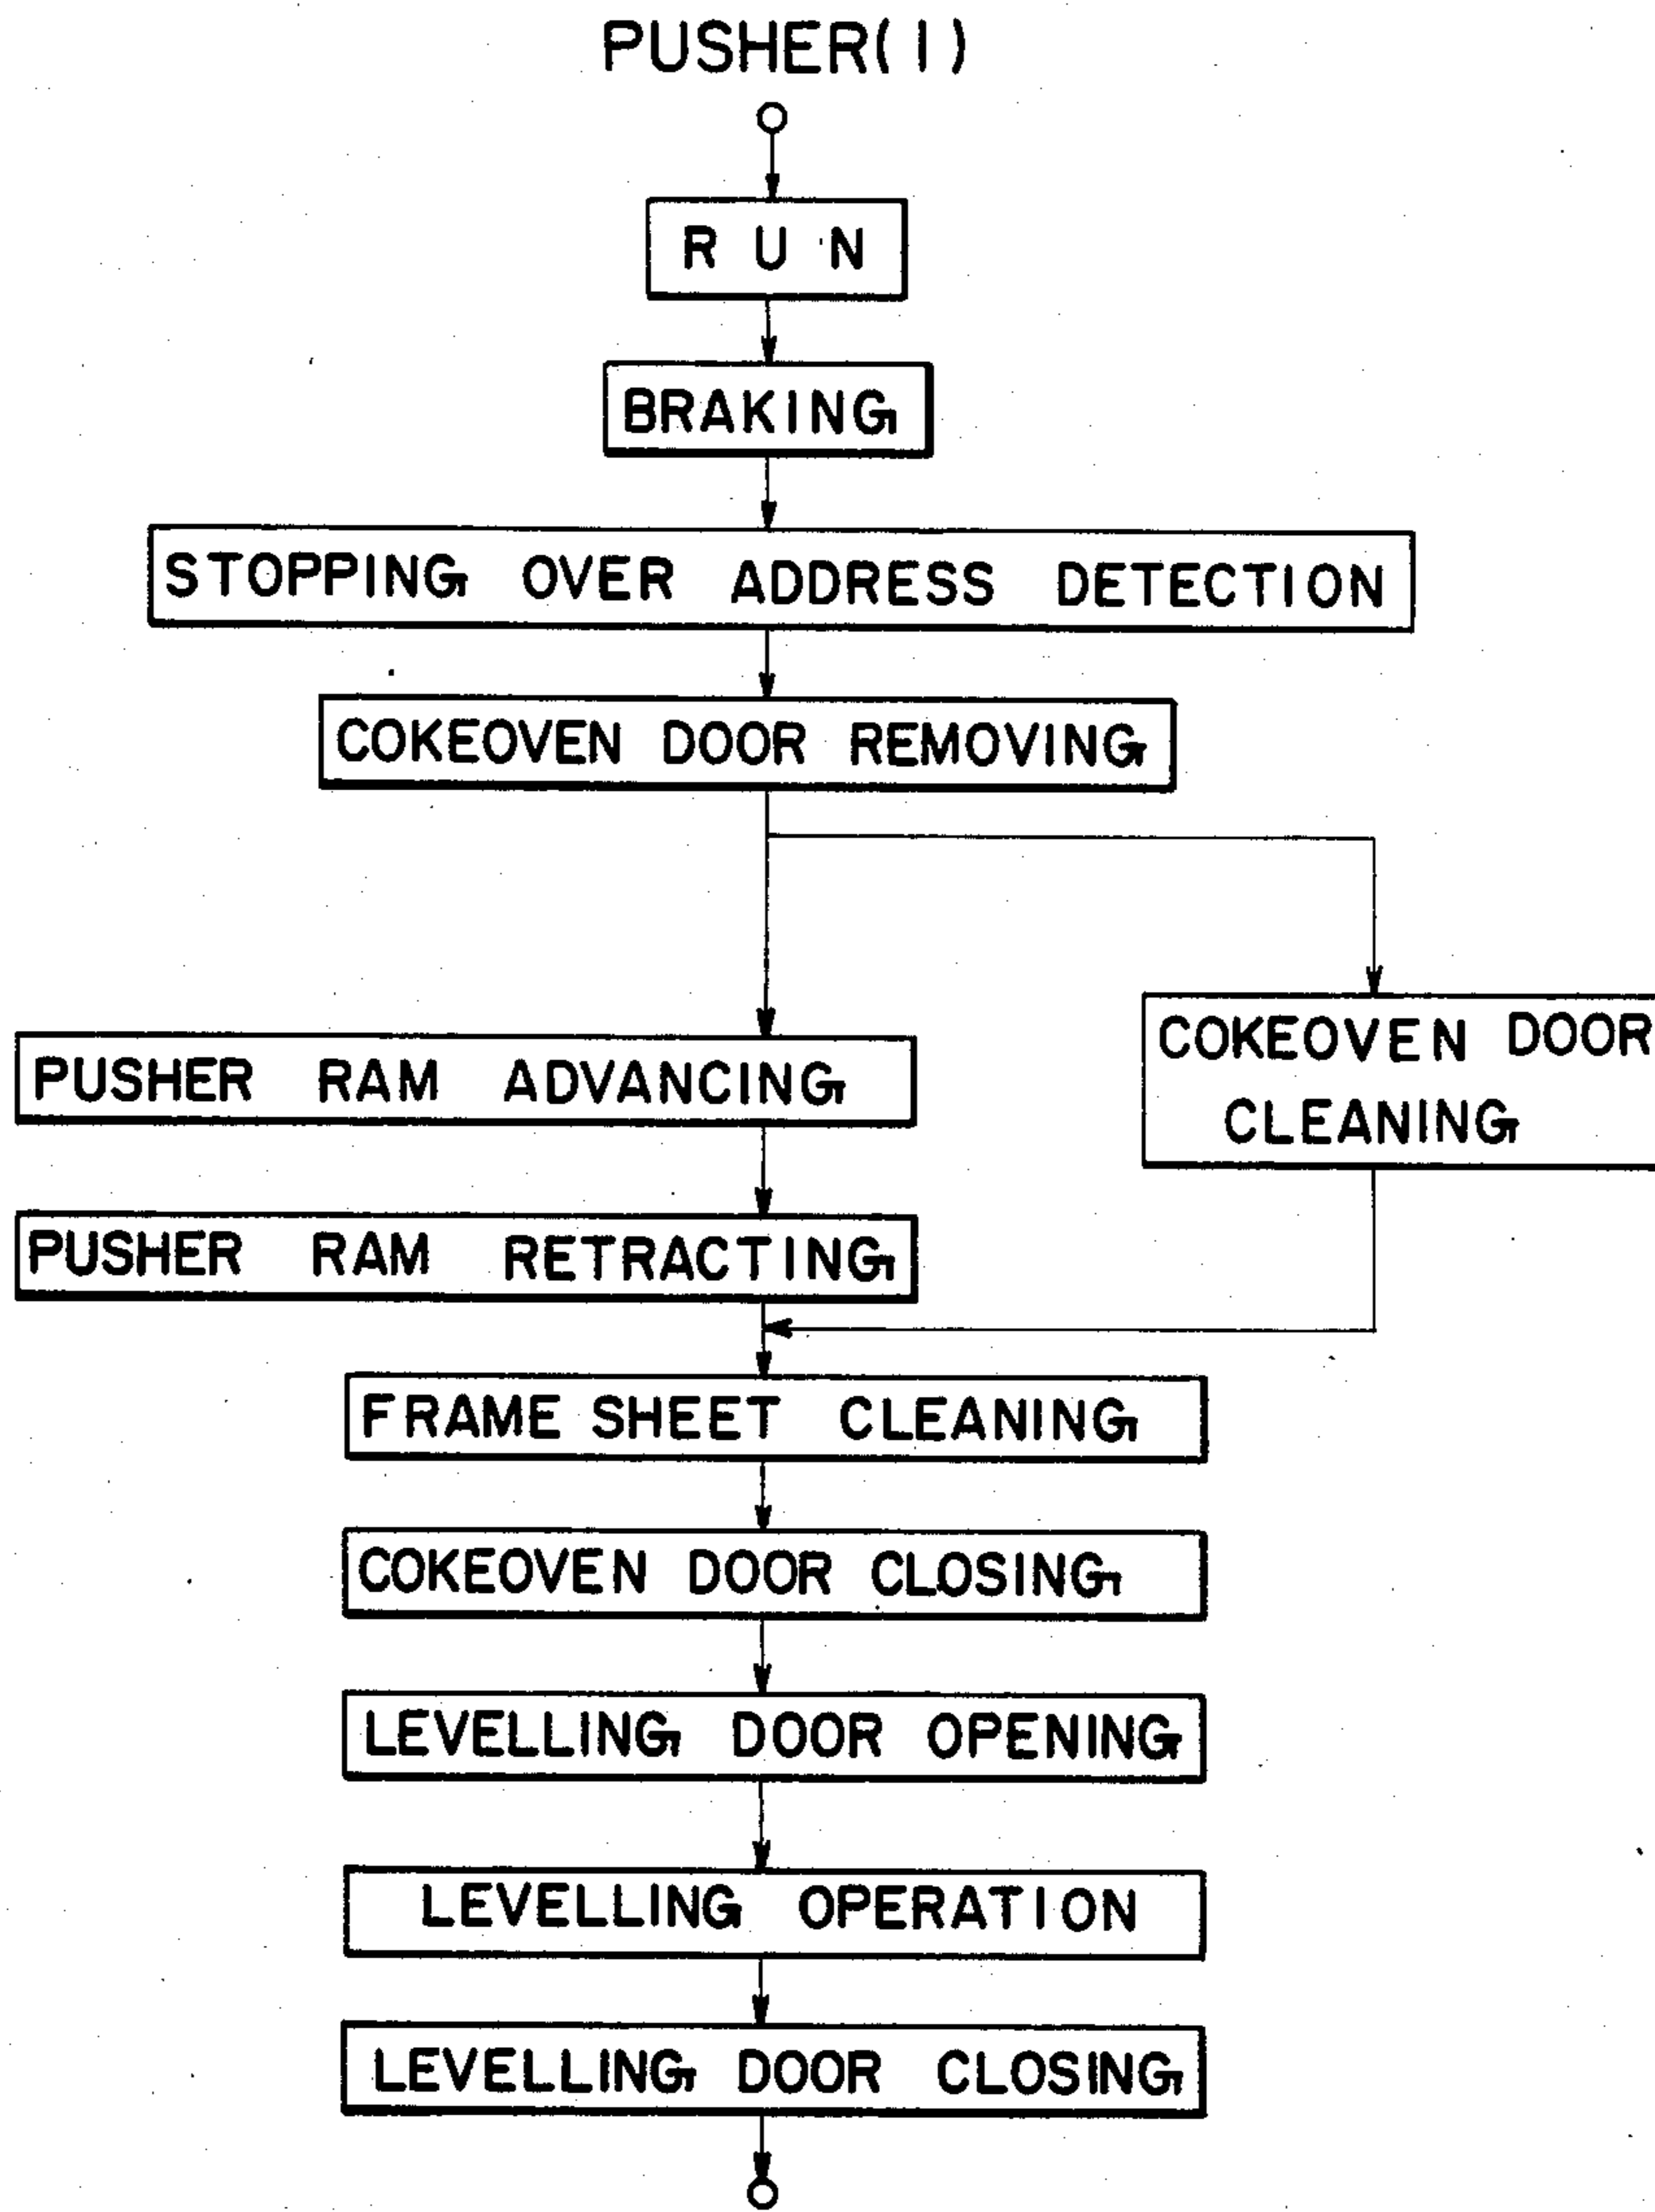 PUSHER(1)
RUN
BRAKING
STOPPING OVER ADDRESS DETECTION
COKEOVEN DOOR REMOVING
PUSHER RAM ADVANCING
COKEOVEN DOOR
CLEANING
PUSHER RAM RETRACTING
FRAME SHEET CLEANING
COKEOVEN DOOR CLOSING
LEVELLING DOOR OPENING
LEVELLING OPERATION
LEVELLING DOOR CLOSING